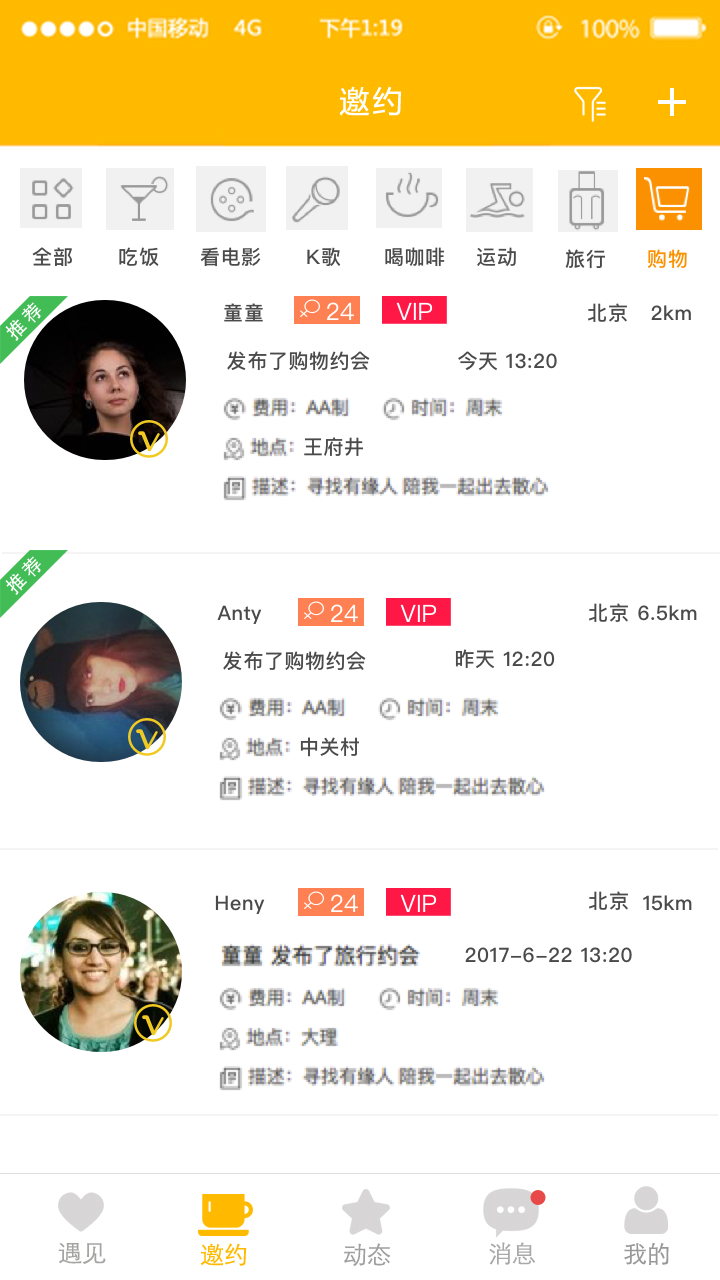 中国移动 4G 下午1:19 100%
邀约
全部 吃饭 看电影 K歌 喝咖啡 运动 旅行 购物
推荐
童童 24 VIP 北京 2km
发布了购物约会 今天 13:20
费用：AA制 时间：周末
地点：王府井
描述：寻找有缘人 陪我一起出去散心
推荐
Anty 24 VIP 北京 6.5km
发布了购物约会 昨天 12:20
费用：AA制 时间：周末
地点：中关村
描述：寻找有缘人 陪我一起出去散心
Heny 24 VIP 北京 15km
童童 发布了旅行约会 2017-6-22 13:20
费用：AA制 时间：周末
地点：大理
描述：寻找有缘人 陪我一起出去散心
遇见 邀约 动态 消息 我的